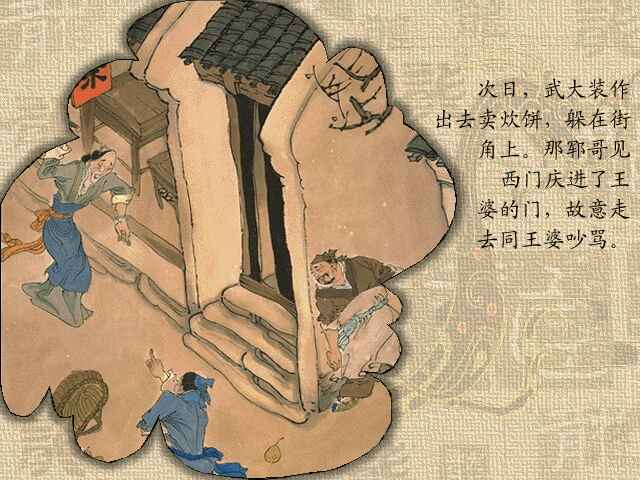 次日，武大装作
出去卖炊饼，躲在街
角上。那郓哥见
西门庆进了王
婆的门，故意走
去同王婆吵骂。